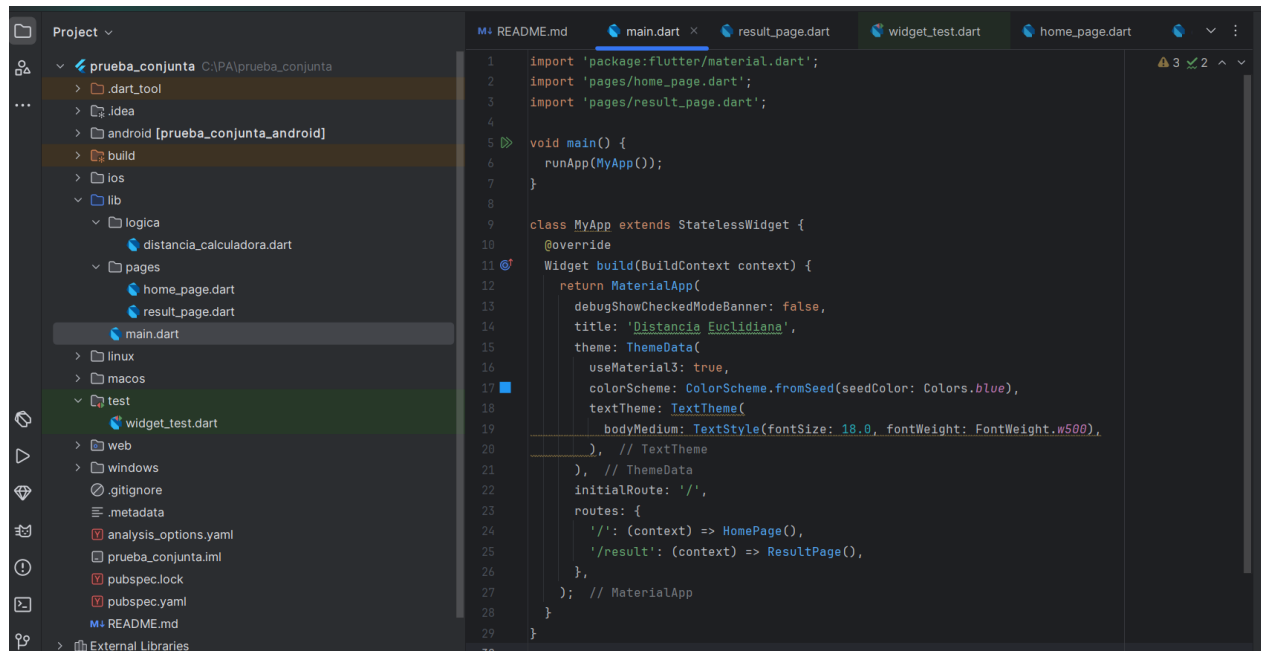 Project
prueba_conjunta C:\PA\prueba_conjunta
.dart_tool
.idea
android [prueba_conjunta_android]
build
ios
lib
logica
distancia_calculadora.dart
pages
home_page.dart
result_page.dart
main.dart
linux
macos
test
widget_test.dart
web
windows
.gitignore
.metadata
analysis_options.yaml
prueba_conjunta.iml
pubspec.lock
pubspec.yaml
README.md
External Libraries
README.md main.dart result_page.dart widget_test.dart home_page.dart
3 2
1 import 'package:flutter/material.dart';
2 import 'pages/home_page.dart';
3 import 'pages/result_page.dart';
4
5 void main() {
6 runApp(MyApp());
7 }
8
9 class MyApp extends StatelessWidget {
10 @override
11 Widget build(BuildContext context) {
12 return MaterialApp(
13 debugShowCheckedModeBanner: false,
14 title: 'Distancia Euclidiana',
15 theme: ThemeData(
16 useMaterial3: true,
17 colorScheme: ColorScheme.fromSeed(seedColor: Colors.blue),
18 textTheme: TextTheme(
19 bodyMedium: TextStyle(fontSize: 18.0, fontWeight: FontWeight.w500),
20 ), // TextTheme
21 ), // ThemeData
22 initialRoute: '/',
23 routes: {
24 '/': (context) => HomePage(),
25 '/result': (context) => ResultPage(),
26 },
27 ); // MaterialApp
28 }
29 }